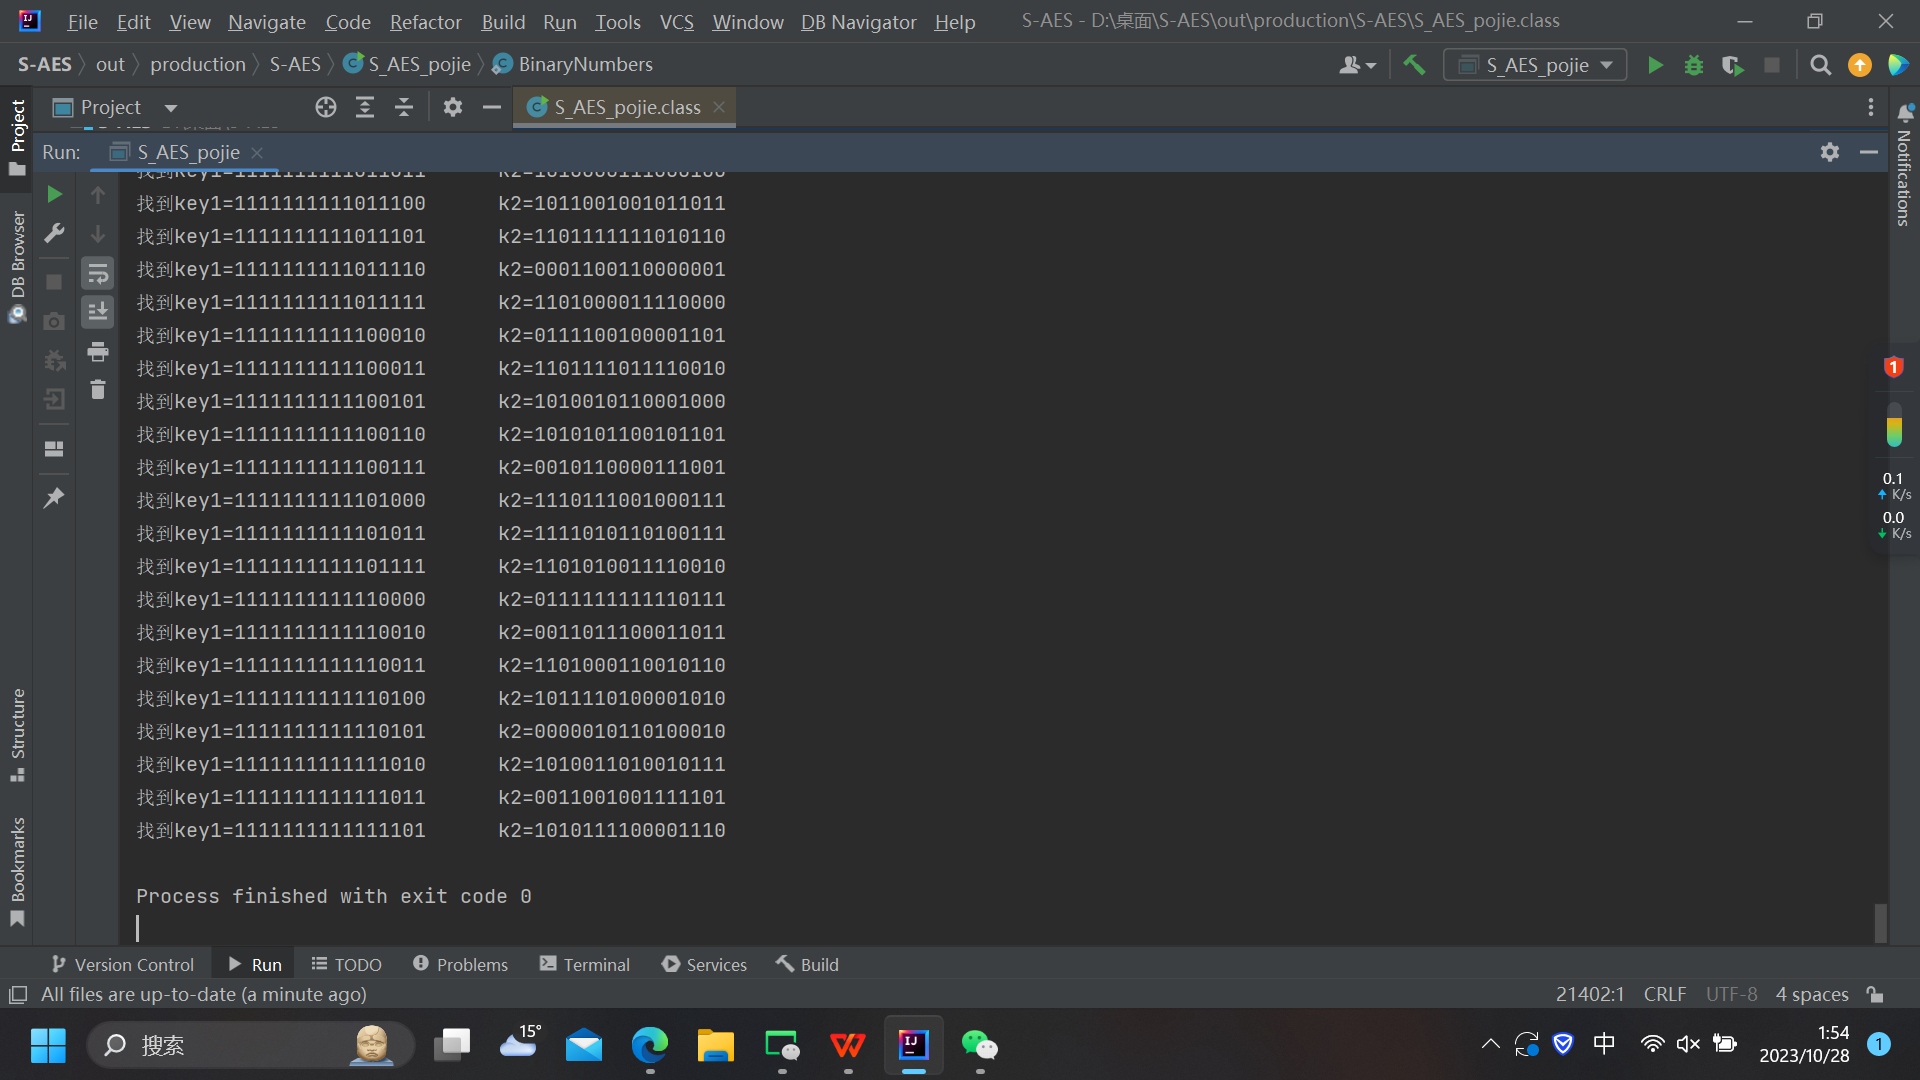 File Edit View Navigate Code Refactor Build Run Tools VCS Window DB Navigator Help S-AES - D:\桌面\S-AES\out\production\S-AES\S_AES_pojie.class
S-AES out production S-AES S_AES_pojie BinaryNumbers S_AES_pojie
Project S_AES_pojie.class
Run: S_AES_pojie
找到key1=1111111111011011 k2=1010000111000100
找到key1=1111111111011100 k2=1011001001011011
找到key1=1111111111011101 k2=1101111111010110
找到key1=1111111111011110 k2=0001100110000001
找到key1=1111111111011111 k2=1101000011110000
找到key1=1111111111100010 k2=0111100100001101
找到key1=1111111111100011 k2=1101111011110010
找到key1=1111111111100101 k2=1010010110001000
找到key1=1111111111100110 k2=1010101100101101
找到key1=1111111111100111 k2=0010110000111001
找到key1=1111111111101000 k2=1110111001000111
找到key1=1111111111101011 k2=1111010110100111
找到key1=1111111111101111 k2=1101010011110010
找到key1=1111111111110000 k2=0111111111110111
找到key1=1111111111110010 k2=0011011100011011
找到key1=1111111111110011 k2=1101000110010110
找到key1=1111111111110100 k2=1011110100001010
找到key1=1111111111110101 k2=0000010110100010
找到key1=1111111111111010 k2=1010011010010111
找到key1=1111111111111011 k2=0011001001111101
找到key1=1111111111111101 k2=1010111100001110
Process finished with exit code 0
Project
DB Browser
Structure
Bookmarks
Notifications
1
0.1
K/s
0.0
K/s
Version Control Run TODO Problems Terminal Services Build
All files are up-to-date (a minute ago) 21402:1 CRLF UTF-8 4 spaces
搜索 15° 中 1:54
2023/10/28 1